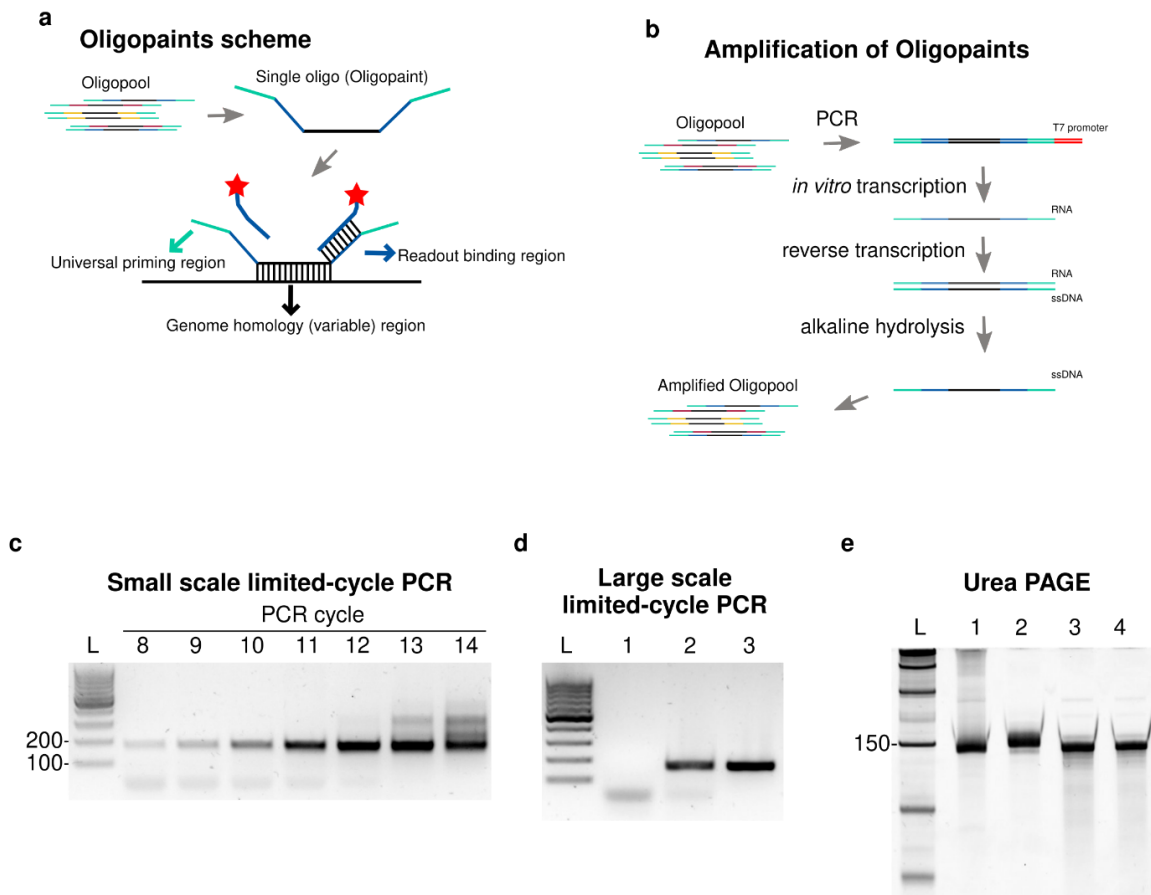 a
Oligopaints scheme
Oligopool
Single oligo (Oligopaint)
Universal priming region
Readout binding region
Genome homology (variable) region
b
Amplification of Oligopaints
Oligopool
PCR
T7 promoter
in vitro transcription
RNA
reverse transcription
RNA
ssDNA
alkaline hydrolysis
ssDNA
Amplified Oligopool
c
Small scale limited-cycle PCR
PCR cycle
L 8 9 10 11 12 13 14
200-
100-
d
Large scale
limited-cycle PCR
L 1 2 3
e
Urea PAGE
L 1 2 3 4
150-